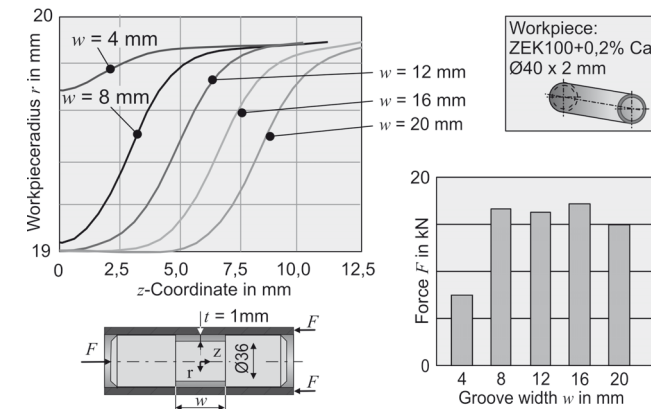 20
w = 4 mm
w = 8 mm
w = 12 mm
w = 16 mm
w = 20 mm
Workpieceradius r in mm
19
0
2,5
5,0
7,5
10,0
12,5
z-Coordinate in mm
Workpiece:
ZEK100+0,2% Ca
Ø40 x 2 mm
t = 1mm
F
F
F
z
r
Ø36
w
20
Force F in kN
0
4
8
12
16
20
Groove width w in mm